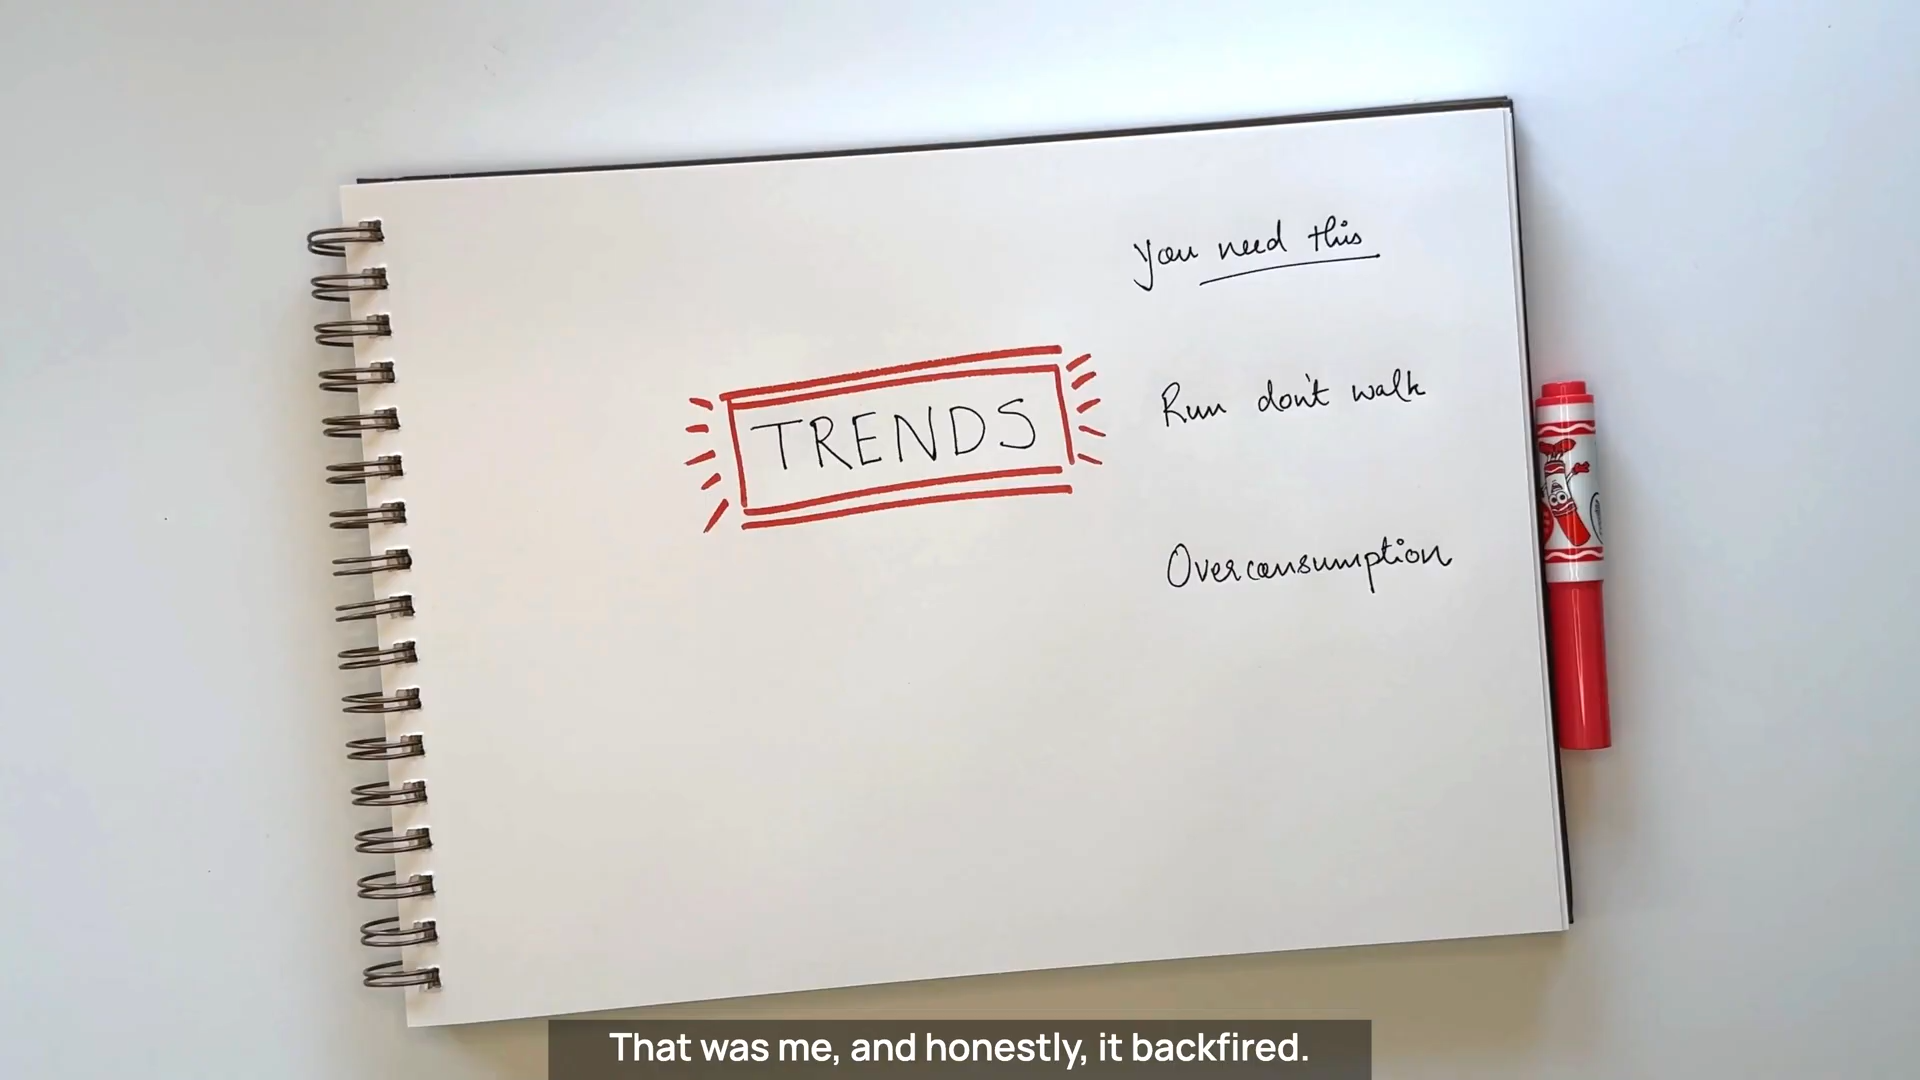 You need this
TRENDS
Run don't walk
Overconsumption
That was me, and honestly, it backfired.